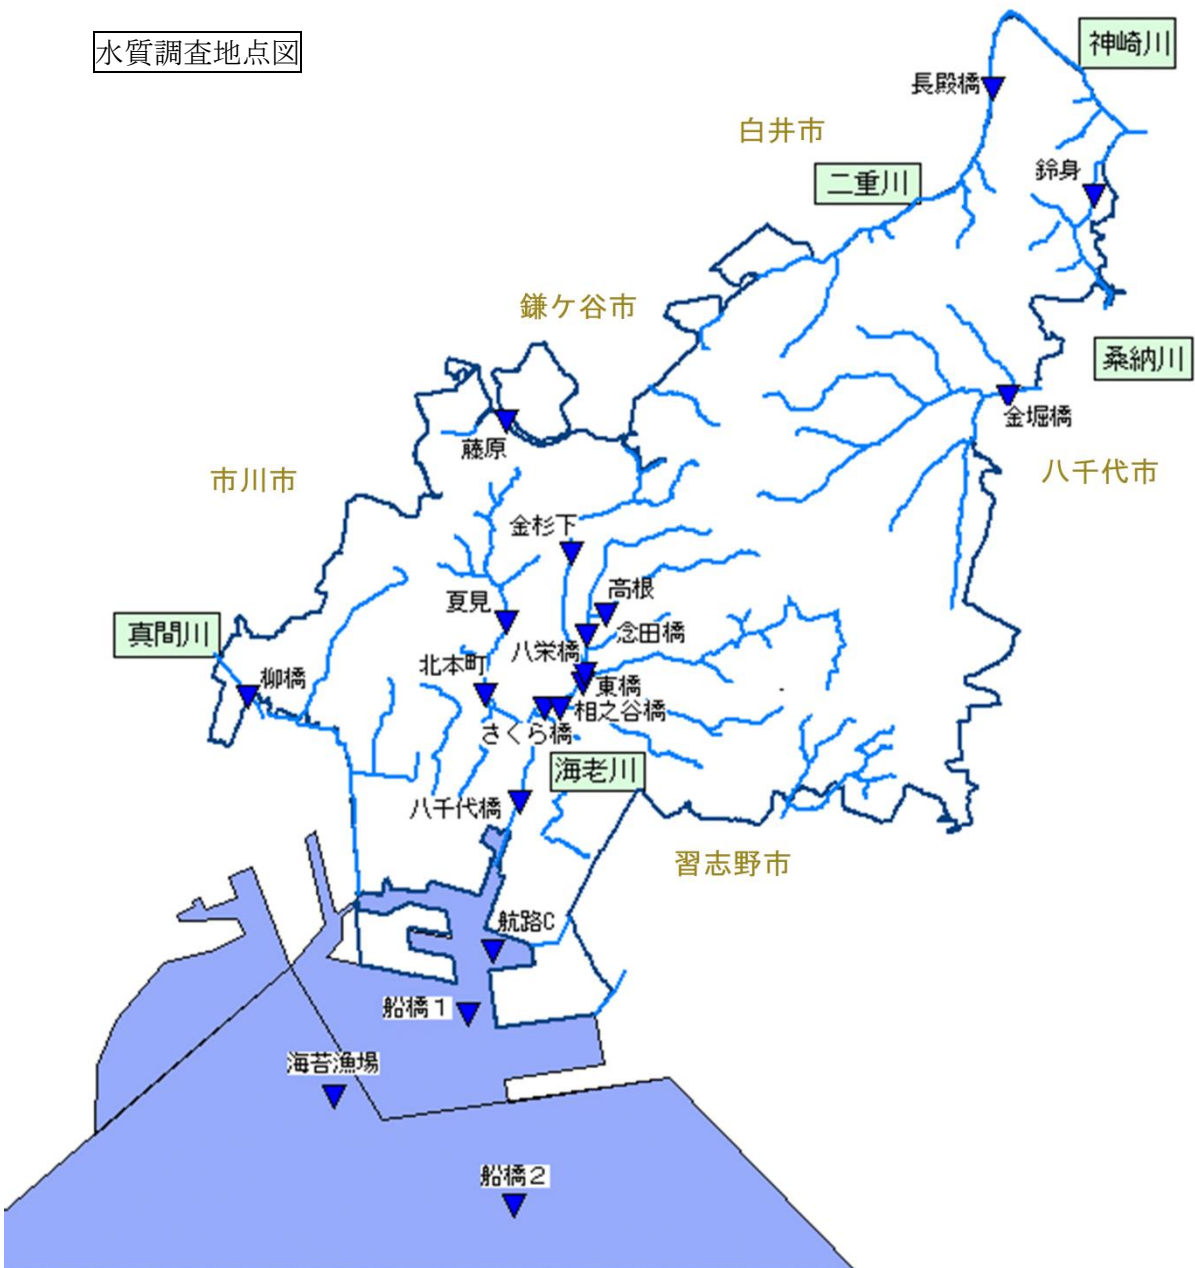 水質調査地点図
神崎川
長殿橋
白井市
鈴身
二重川
鎌ケ谷市
桑納川
金堀橋
藤原
八千代市
市川市
金杉下
高根
夏見
念田橋
真間川
八栄橋
北本町
柳橋
東橋
相之谷橋
さくら橋
海老川
八千代橋
習志野市
航路C
船橋1
海苔漁場
船橋2